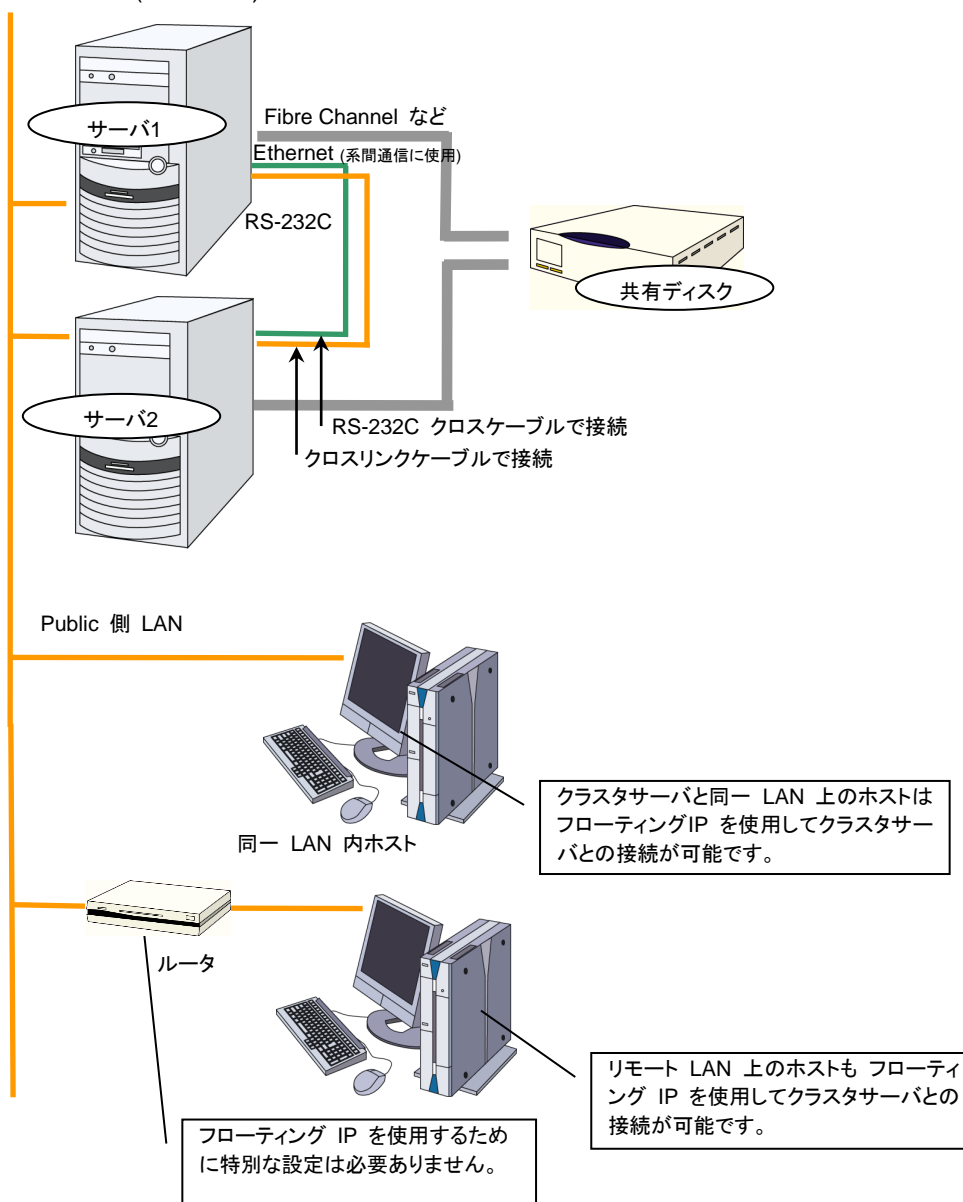 サーバ1
Fibre Channel など
Ethernet (系間通信に使用)
RS-232C
共有ディスク
サーバ2
RS-232C クロスケーブルで接続
クロスリンクケーブルで接続
Public 側 LAN
クラスタサーバと同一 LAN 上のホストは
フローティングIP を使用してクラスタサー
バとの接続が可能です。
同一 LAN 内ホスト
ルータ
リモート LAN 上のホストも フローティ
ング IP を使用してクラスタサーバとの
接続が可能です。
フローティング IP を使用するため
に特別な設定は必要ありません。